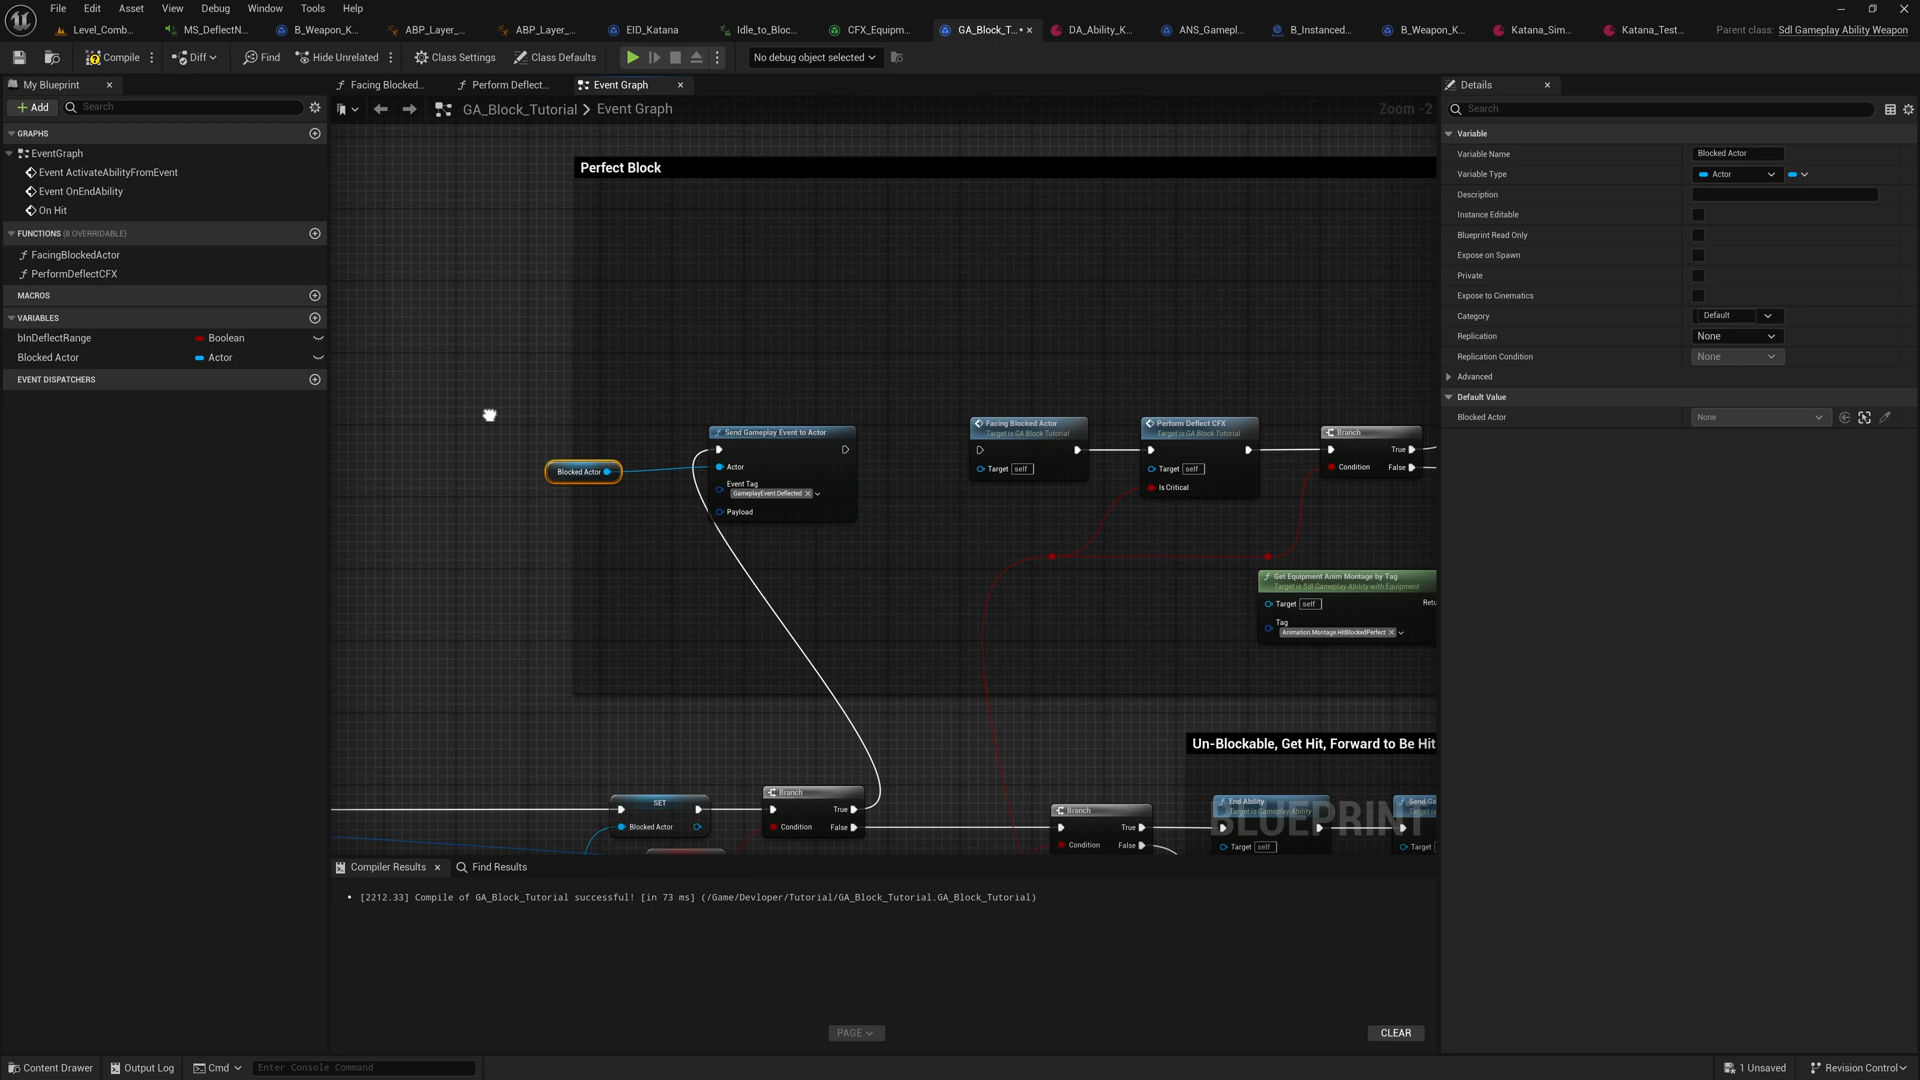 File Edit Asset View Debug Window Tools Help
Level_Comb... MS_DeflectN... B_Weapon_K... ABP_Layer_... ABP_Layer_... EID_Katana Idle_to_Bloc... CFX_Equipm... GA_Block_T...• DA_Ability_K... ANS_Gampl... B_Instanced... B_Weapon_K... Katana_Sim... Katana_Test... Parent class: Sdl Gameplay Ability Weapon
Compile Diff Find Hide Unrelated Class Settings Class Defaults No debug object selected
My Blueprint Facing Blocked... Perform Deflect... Event Graph Details
Add Search GA_Block_Tutorial > Event Graph Zoom -2 Search
GRAPHS
EventGraph
Event ActivateAbilityFromEvent
Event OnEndAbility
On Hit
FUNCTIONS (8 OVERRIDABLE)
FacingBlockedActor
PerformDeflectCFX
MACROS
VARIABLES
bInDeflectRange Boolean
Blocked Actor Actor
EVENT DISPATCHERS
Perfect Block
Blocked Actor
Send Gameplay Event to Actor
Actor
Event Tag
GameplayEvent.Deflected
Payload
Facing Blocked Actor
Target is GA Block Tutorial
Target self
Perform Deflect CFX
Target is GA Block Tutorial
Target self
Is Critical
Branch
True
Condition False
Get Equipment Anim Montage by Tag
Target is Sdl Gameplay Ability with Equipment
Target self Retu
Tag
Animation.Montage.HitBlockedPerfect
Un-Blockable, Get Hit, Forward to Be Hit
SET
Blocked Actor
Branch
True
Condition False
Branch
True
Condition False
End Ability
Target is Gameplay Ability
Target self
Send Ga
Target
BLUEPRINT
Variable
Variable Name Blocked Actor
Variable Type Actor
Description
Instance Editable
Blueprint Read Only
Expose on Spawn
Private
Expose to Cinematics
Category Default
Replication None
Replication Condition None
Advanced
Default Value
Blocked Actor None
Compiler Results Find Results
• [2212.33] Compile of GA_Block_Tutorial successful! [in 73 ms] (/Game/Devloper/Tutorial/GA_Block_Tutorial.GA_Block_Tutorial)
PAGE CLEAR
Content Drawer Output Log Cmd Enter Console Command 1 Unsaved Revision Control